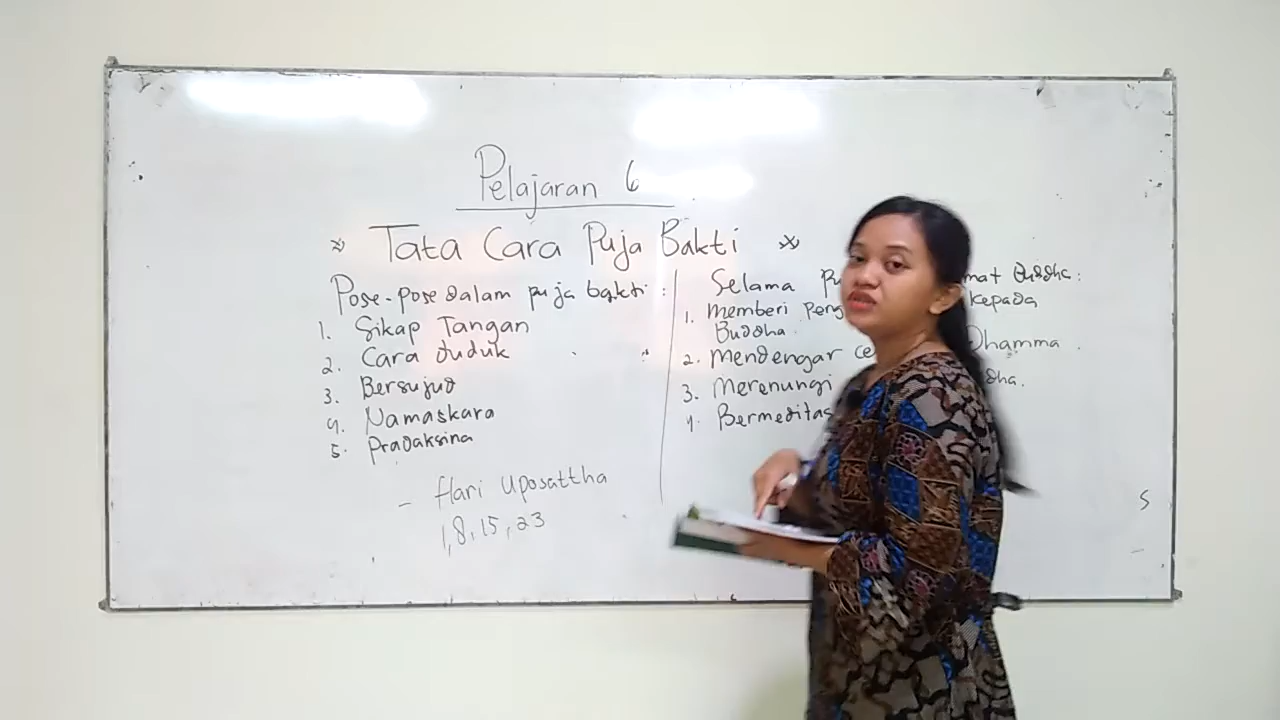 Pelajaran 6
Tata Cara Puja Bakti
Pose-pose dalam puja bakti :
1. Sikap Tangan
2. Cara duduk
3. Bersujud
4. Namaskara
5. Pradaksina
- Hari Uposattha
1, 8, 15, 23
Selama Buddha :
1. Memberi kepada
Buddha.
2. Mendengar Dhamma.
3. Merenungi
4.
S